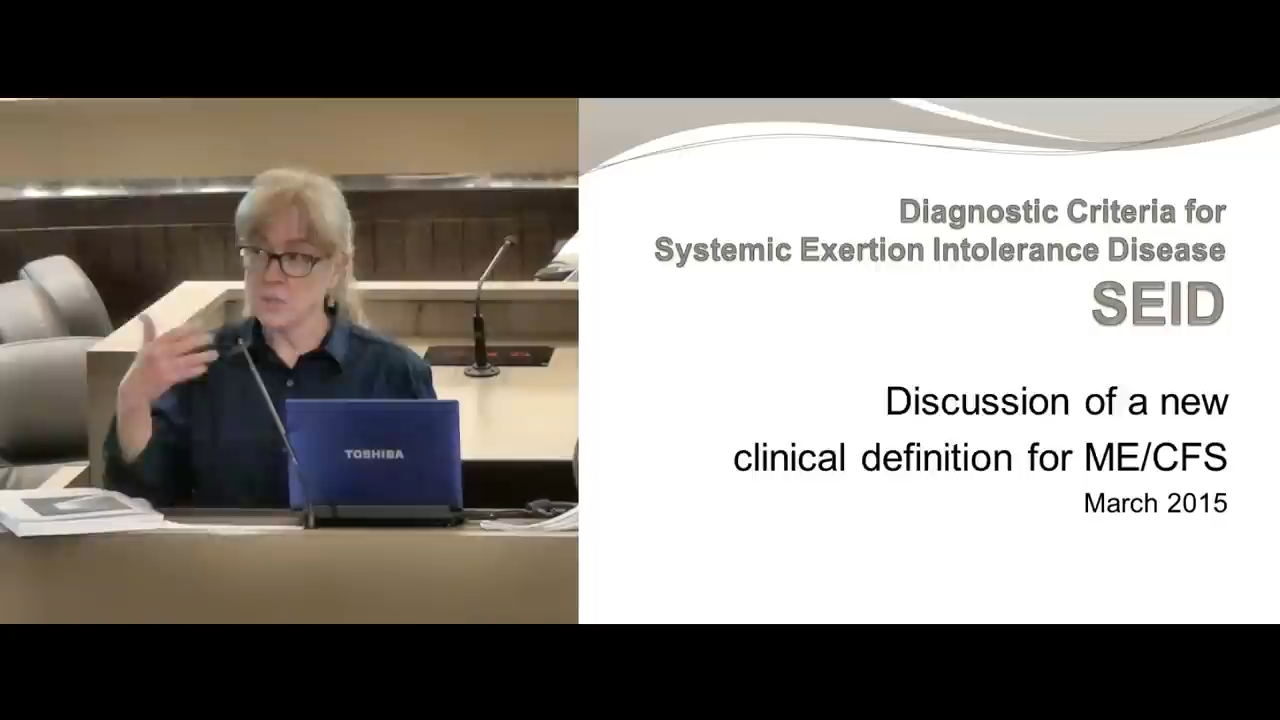 TOSHIBA
Diagnostic Criteria for
Systemic Exertion Intolerance Disease
SEID
Discussion of a new
clinical definition for ME/CFS
March 2015